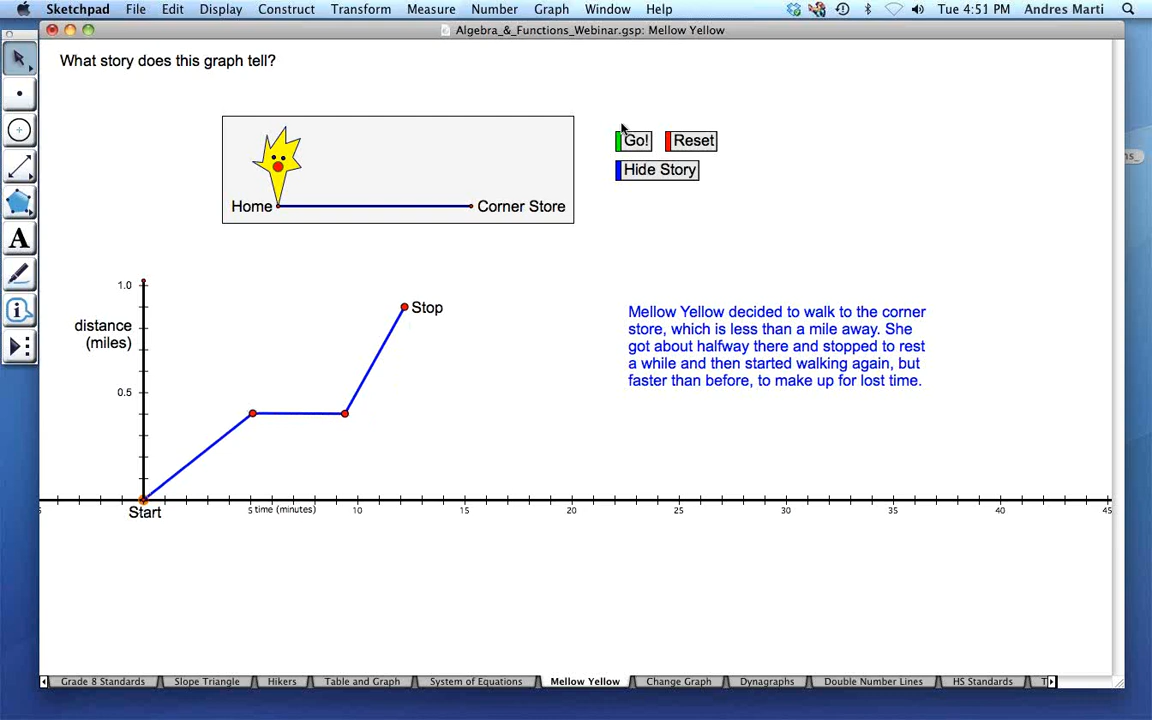 Sketchpad File Edit Display Construct Transform Measure Number Graph Window Help Tue 4:51 PM Andres Marti
Algebra_&_Functions_Webinar.gsp: Mellow Yellow
What story does this graph tell?
Go! Reset
Hide Story
Home Corner Store
1.0
Stop
distance
(miles)
0.5
Mellow Yellow decided to walk to the corner
store, which is less than a mile away. She
got about halfway there and stopped to rest
a while and then started walking again, but
faster than before, to make up for lost time.
5 time (minutes) 10 15 20 25 30 35 40 45
Start
Grade 8 Standards Slope Triangle Hikers Table and Graph System of Equations Mellow Yellow Change Graph Dynagraphs Double Number Lines HS Standards